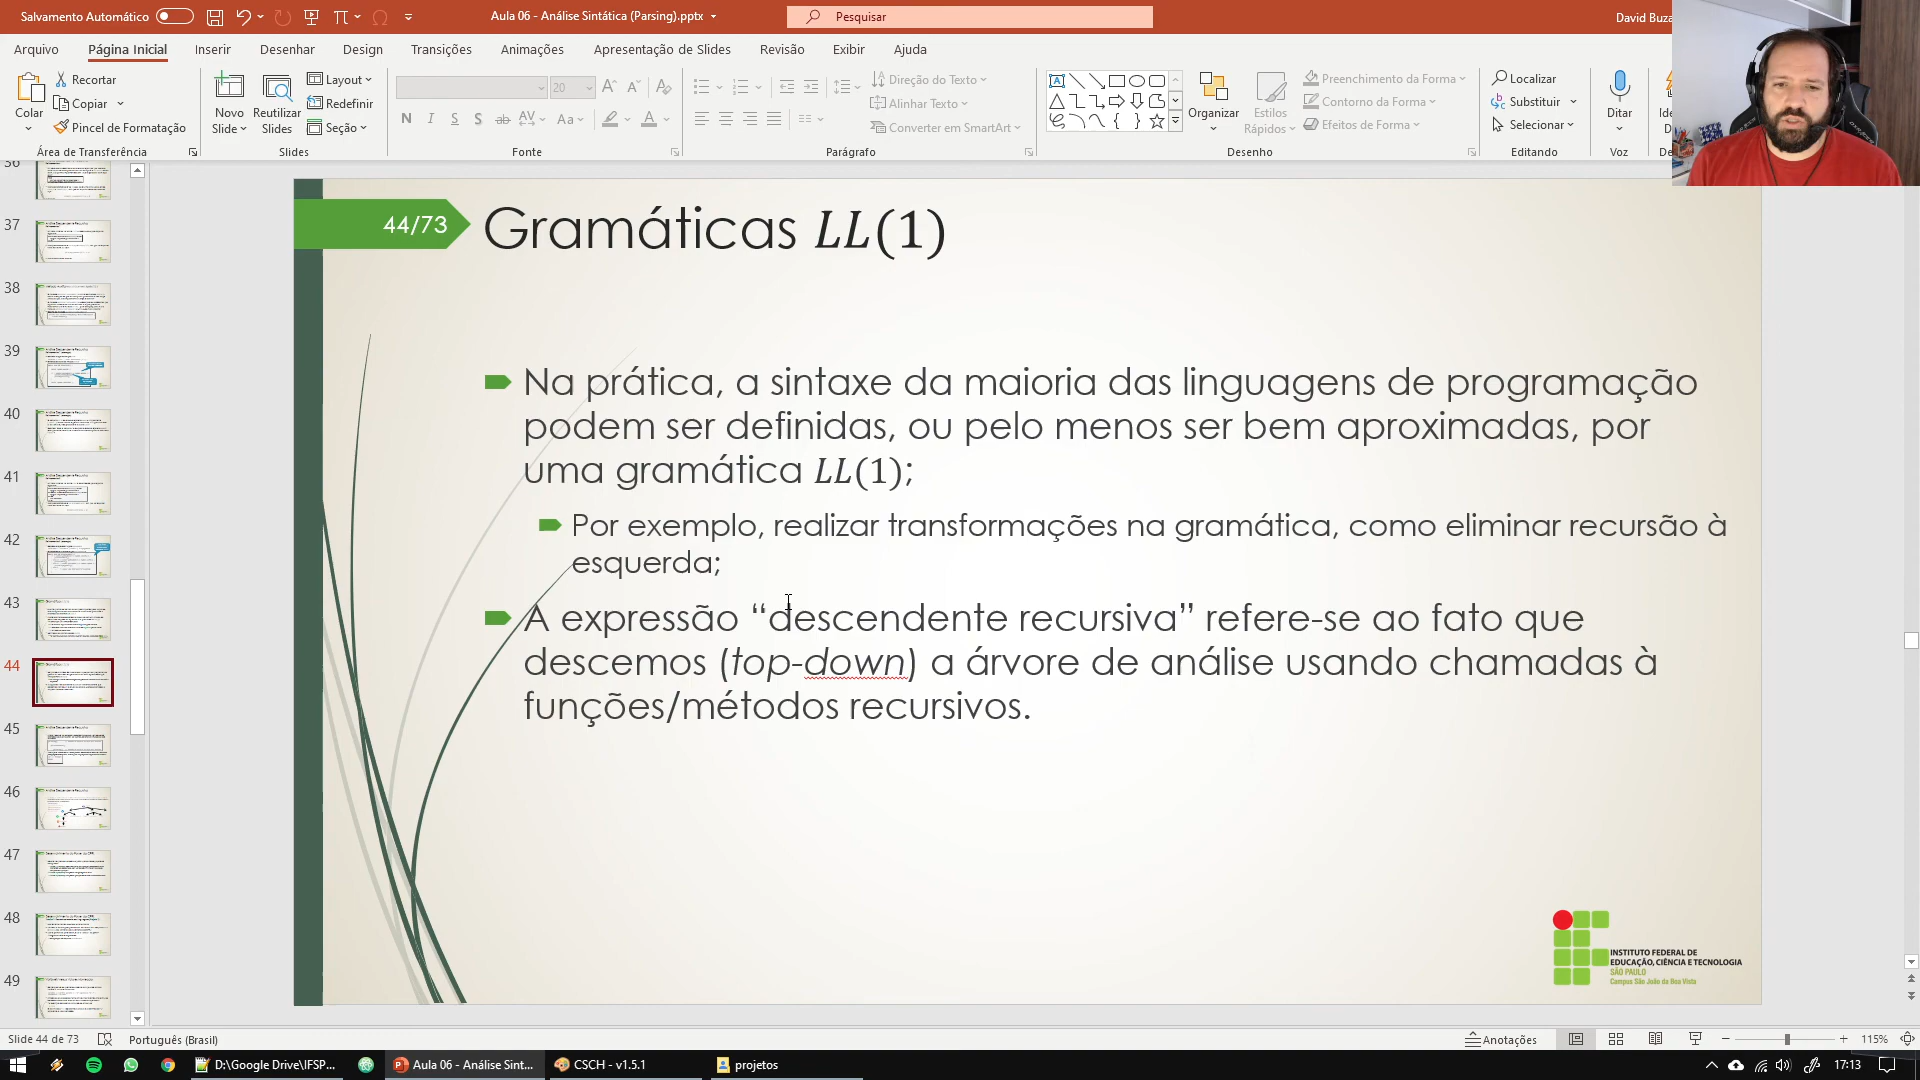 Salvamento Automático
Aula 06 - Análise Sintática (Parsing).pptx
Pesquisar
David Buza
Arquivo
Página Inicial
Inserir
Desenhar
Design
Transições
Animações
Apresentação de Slides
Revisão
Exibir
Ajuda
Colar
Recortar
Copiar
Pincel de Formatação
Área de Transferência
Novo
Slide
Reutilizar
Slides
Layout
Redefinir
Seção
Slides
20
Fonte
Direção do Texto
Alinhar Texto
Converter em SmartArt
Parágrafo
Organizar
Estilos
Rápidos
Preenchimento da Forma
Contorno da Forma
Efeitos de Forma
Desenho
Localizar
Substituir
Selecionar
Editando
Ditar
Voz
36
37
38
39
40
41
42
43
44
45
46
47
48
49
44/73
Gramáticas LL(1)
Na prática, a sintaxe da maioria das linguagens de programação
podem ser definidas, ou pelo menos ser bem aproximadas, por
uma gramática LL(1);
Por exemplo, realizar transformações na gramática, como eliminar recursão à
esquerda;
A expressão “descendente recursiva” refere-se ao fato que
descemos (top-down) a árvore de análise usando chamadas à
funções/métodos recursivos.
INSTITUTO FEDERAL DE
EDUCAÇÃO, CIÊNCIA E TECNOLOGIA
SÃO PAULO
Campus São João da Boa Vista
Slide 44 de 73
Português (Brasil)
Anotações
115%
D:\Google Drive\IFSP...
Aula 06 - Análise Sint...
CSCH - v1.5.1
projetos
17:13